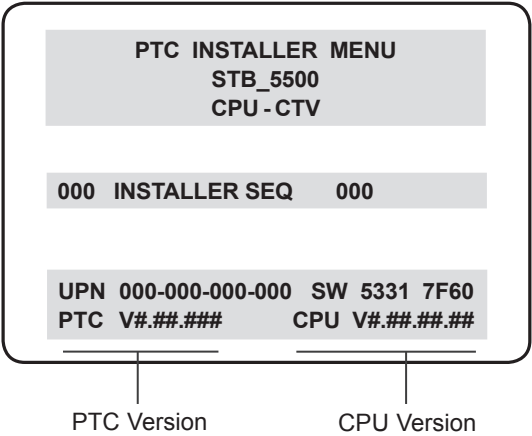 PTC INSTALLER MENU
STB_5500
CPU - CTV
000 INSTALLER SEQ 000
UPN 000-000-000-000 SW 5331 7F60
PTC V#.##.### CPU V#.##.##.##
PTC Version CPU Version